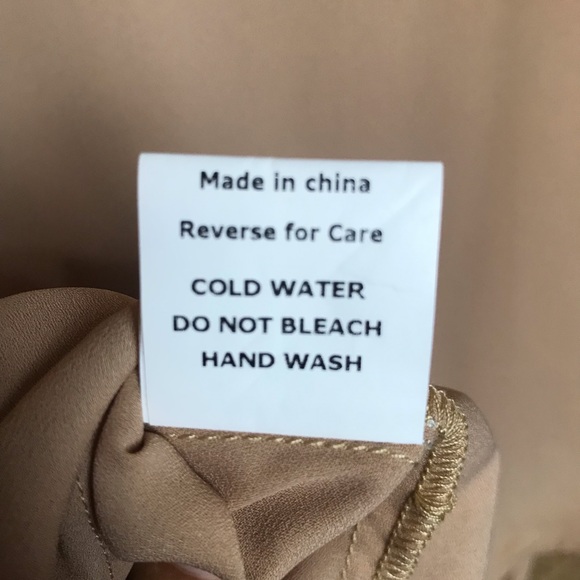 Made in china
Reverse for Care
COLD WATER
DO NOT BLEACH
HAND WASH